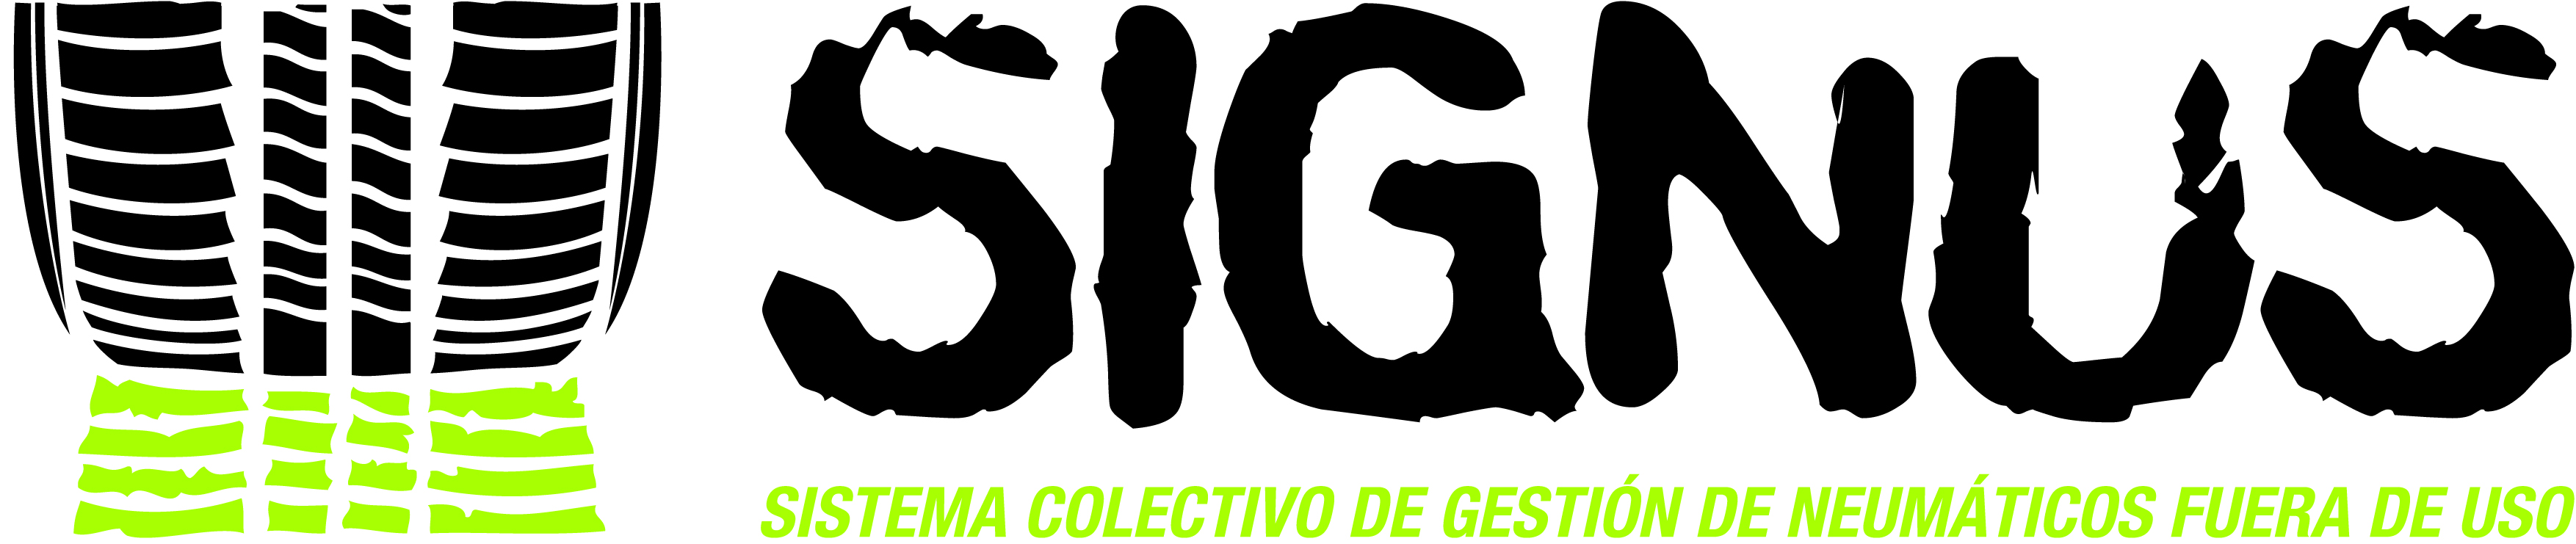 SIGNUS
SISTEMA COLECTIVO DE GESTIÓN DE NEUMÁTICOS FUERA DE USO